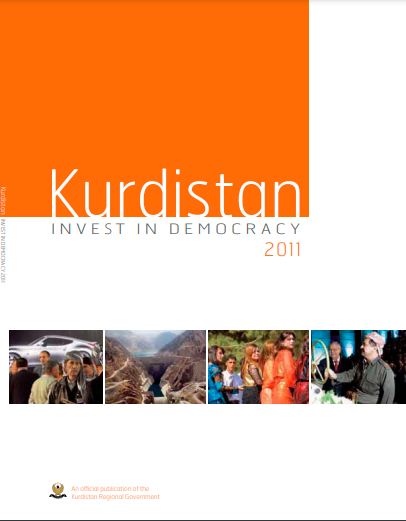 Kurdistan
INVEST IN DEMOCRACY
2011
Kurdistan INVEST IN DEMOCRACY 2011
An official publication of the
Kurdistan Regional Government